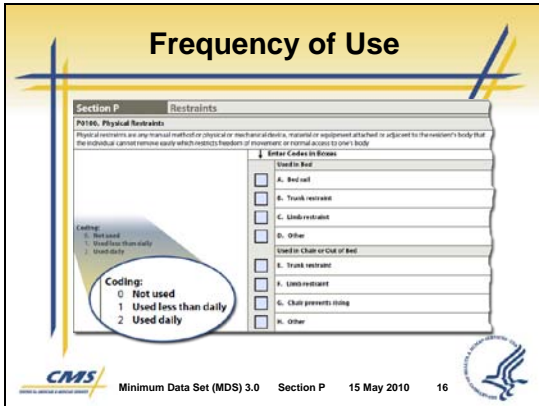 Frequency of Use
Section P Restraints
P0100. Physical Restraints
Physical restraints are any manual method or physical or mechanical device, material or equipment attached or adjacent to the resident's body that
the individual cannot remove easily which restricts freedom of movement or normal access to one's body
↓ Enter Codes in Boxes
Used in Bed
A. Bed rail
B. Trunk restraint
C. Limb restraint
D. Other
Used in Chair or Out of Bed
E. Trunk restraint
F. Limb restraint
G. Chair prevents rising
H. Other
Coding:
0. Not used
1. Used less than daily
2. Used daily
Coding:
0 Not used
1 Used less than daily
2 Used daily
CMS
Minimum Data Set (MDS) 3.0 Section P 15 May 2010 16